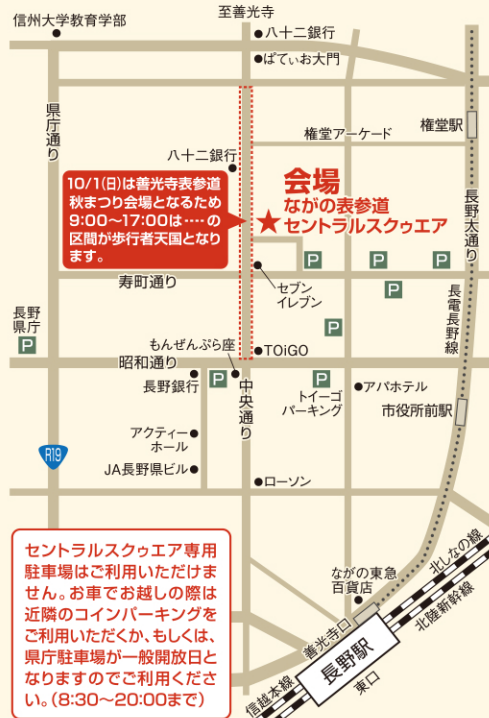 至善光寺
信州大学教育学部
八十二銀行
ぱてぃお大門
県庁通り
権堂アーケード
権堂駅
八十二銀行
長野大通り
10/1(日)は善光寺表参道
秋まつり会場となるため
9:00〜17:00は‥‥の
区間が歩行者天国となり
ます。
会場
ながの表参道
セントラルスクゥエア
P
P
P
P
寿町通り
セブン
イレブン
長電長野線
長野
県庁
P
P
もんぜんぷら座
TOiGO
昭和通り
長野銀行
P
中央通り
P
トイーゴ
パーキング
アパホテル
市役所前駅
アクティー
ホール
R19
JA長野県ビル
ローソン
セントラルスクゥエア専用
駐車場はご利用いただけま
せん。お車でお越しの際は
近隣のコインパーキングを
ご利用いただくか、もしくは、
県庁駐車場が一般開放日と
なりますのでご利用くださ
い。(8:30〜20:00まで)
ながの東急
百貨店
北しなの線
北陸新幹線
善光寺口
長野駅
東口
信越本線